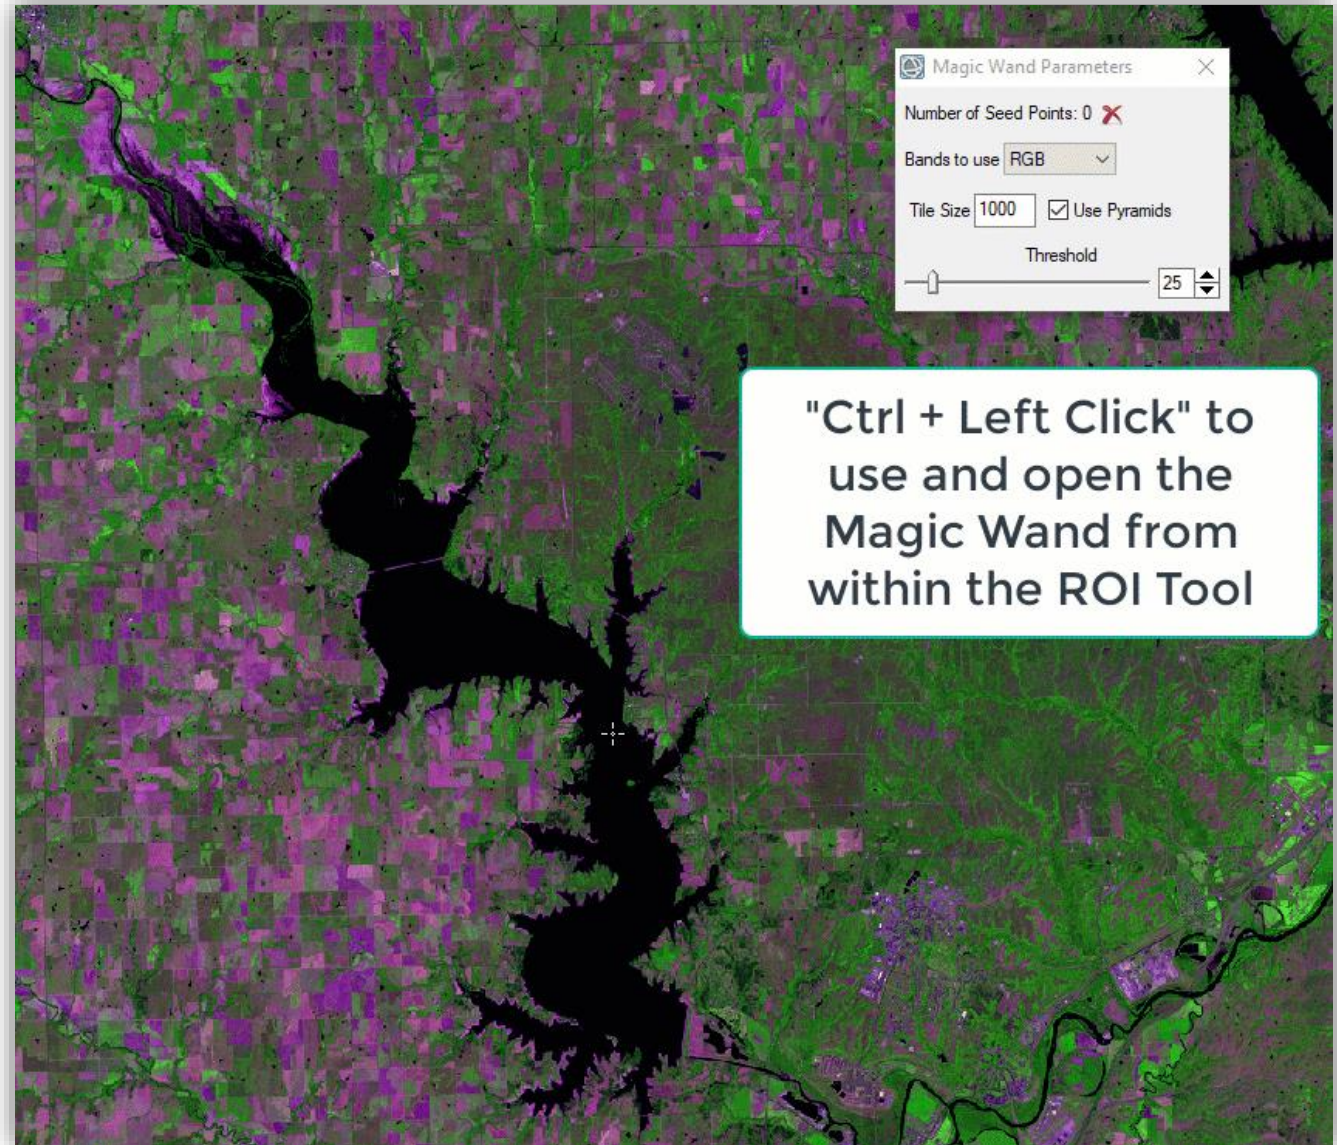 Magic Wand Parameters
Number of Seed Points: 0
Bands to use RGB
Tile Size 1000 Use Pyramids
Threshold
25
"Ctrl + Left Click" to
use and open the
Magic Wand from
within the ROI Tool